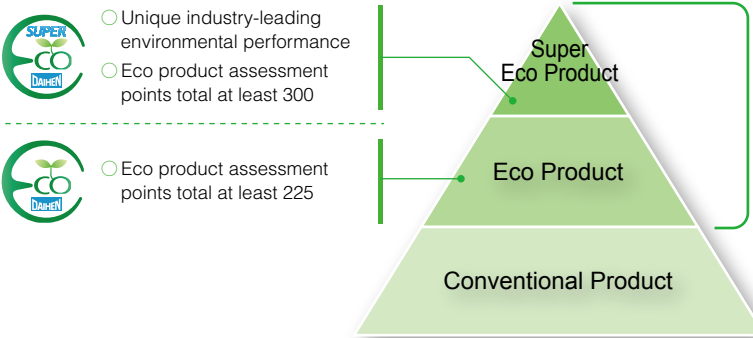 SUPER
eco
DAIHEN
○ Unique industry-leading
environmental performance
○ Eco product assessment
points total at least 300
eco
DAIHEN
○ Eco product assessment
points total at least 225
Super
Eco Product
Eco Product
Conventional Product